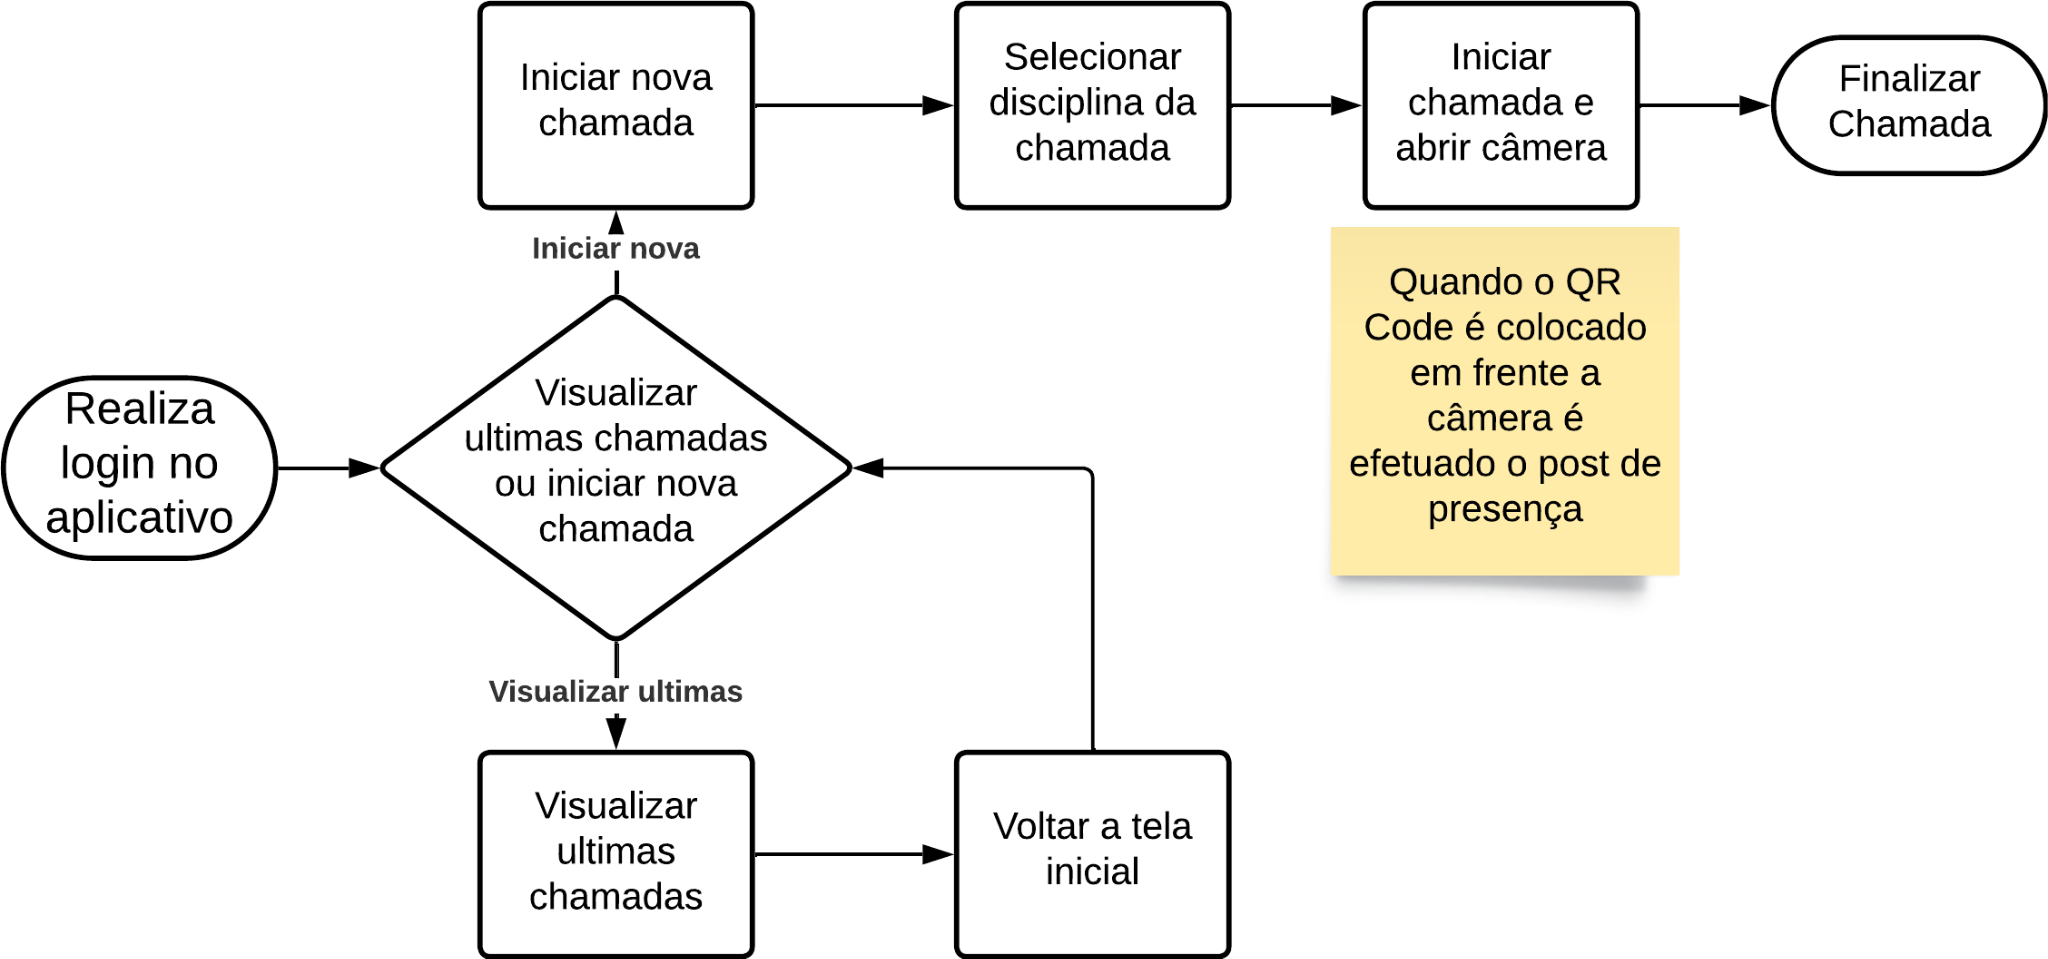 Iniciar nova
chamada
Selecionar
disciplina da
chamada
Iniciar
chamada e
abrir câmera
Finalizar
Chamada
Iniciar nova
Quando o QR
Code é colocado
em frente a
câmera é
efetuado o post de
presença
Realiza
login no
aplicativo
Visualizar
ultimas chamadas
ou iniciar nova
chamada
Visualizar ultimas
Visualizar
ultimas
chamadas
Voltar a tela
inicial